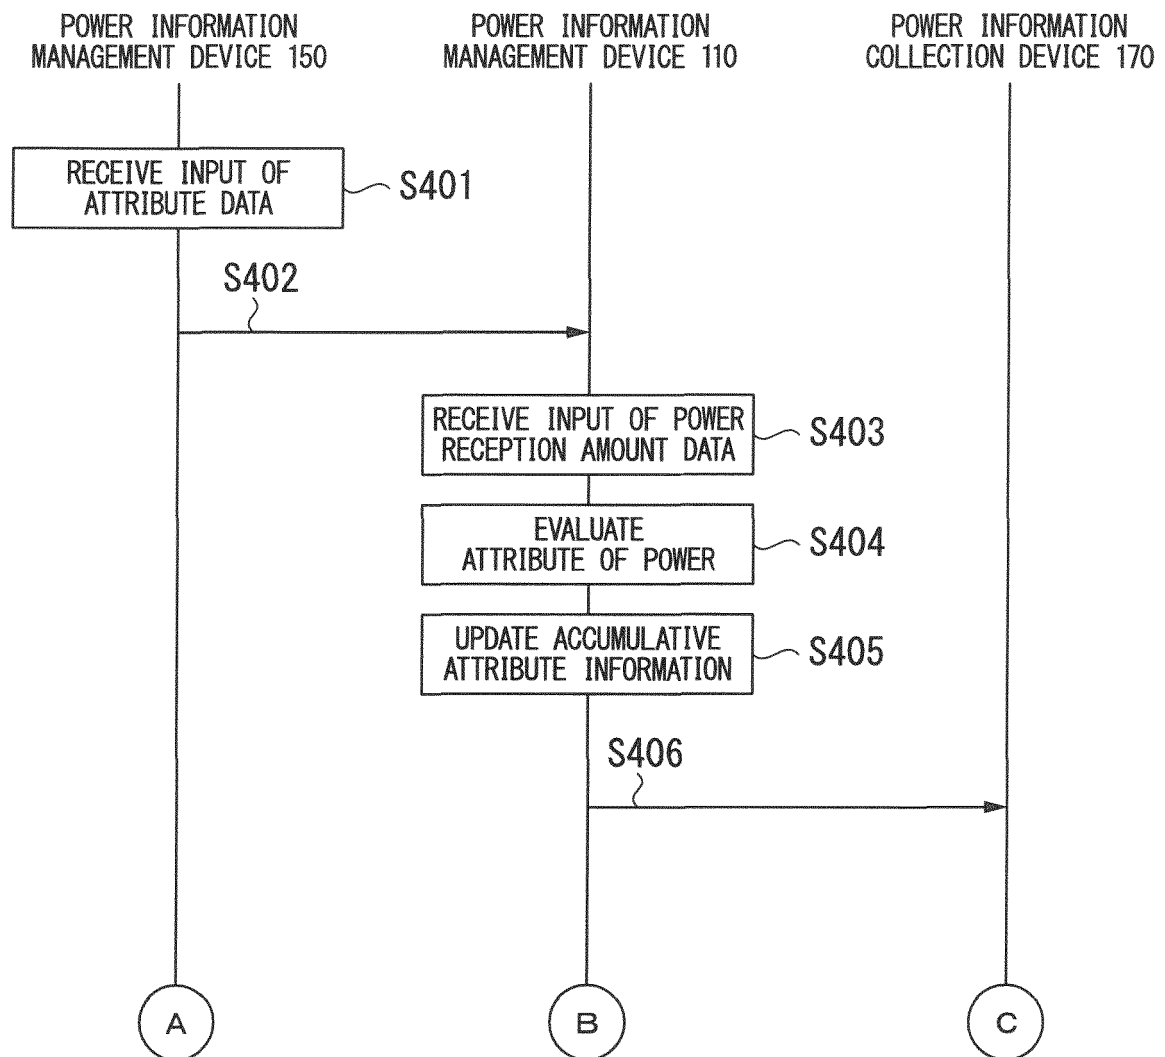 POWER INFORMATION
MANAGEMENT DEVICE 150
POWER INFORMATION
MANAGEMENT DEVICE 110
POWER INFORMATION
COLLECTION DEVICE 170
RECEIVE INPUT OF
ATTRIBUTE DATA
S401
S402
RECEIVE INPUT OF POWER
RECEPTION AMOUNT DATA
S403
EVALUATE
ATTRIBUTE OF POWER
S404
UPDATE ACCUMULATIVE
ATTRIBUTE INFORMATION
S405
S406
A
B
C